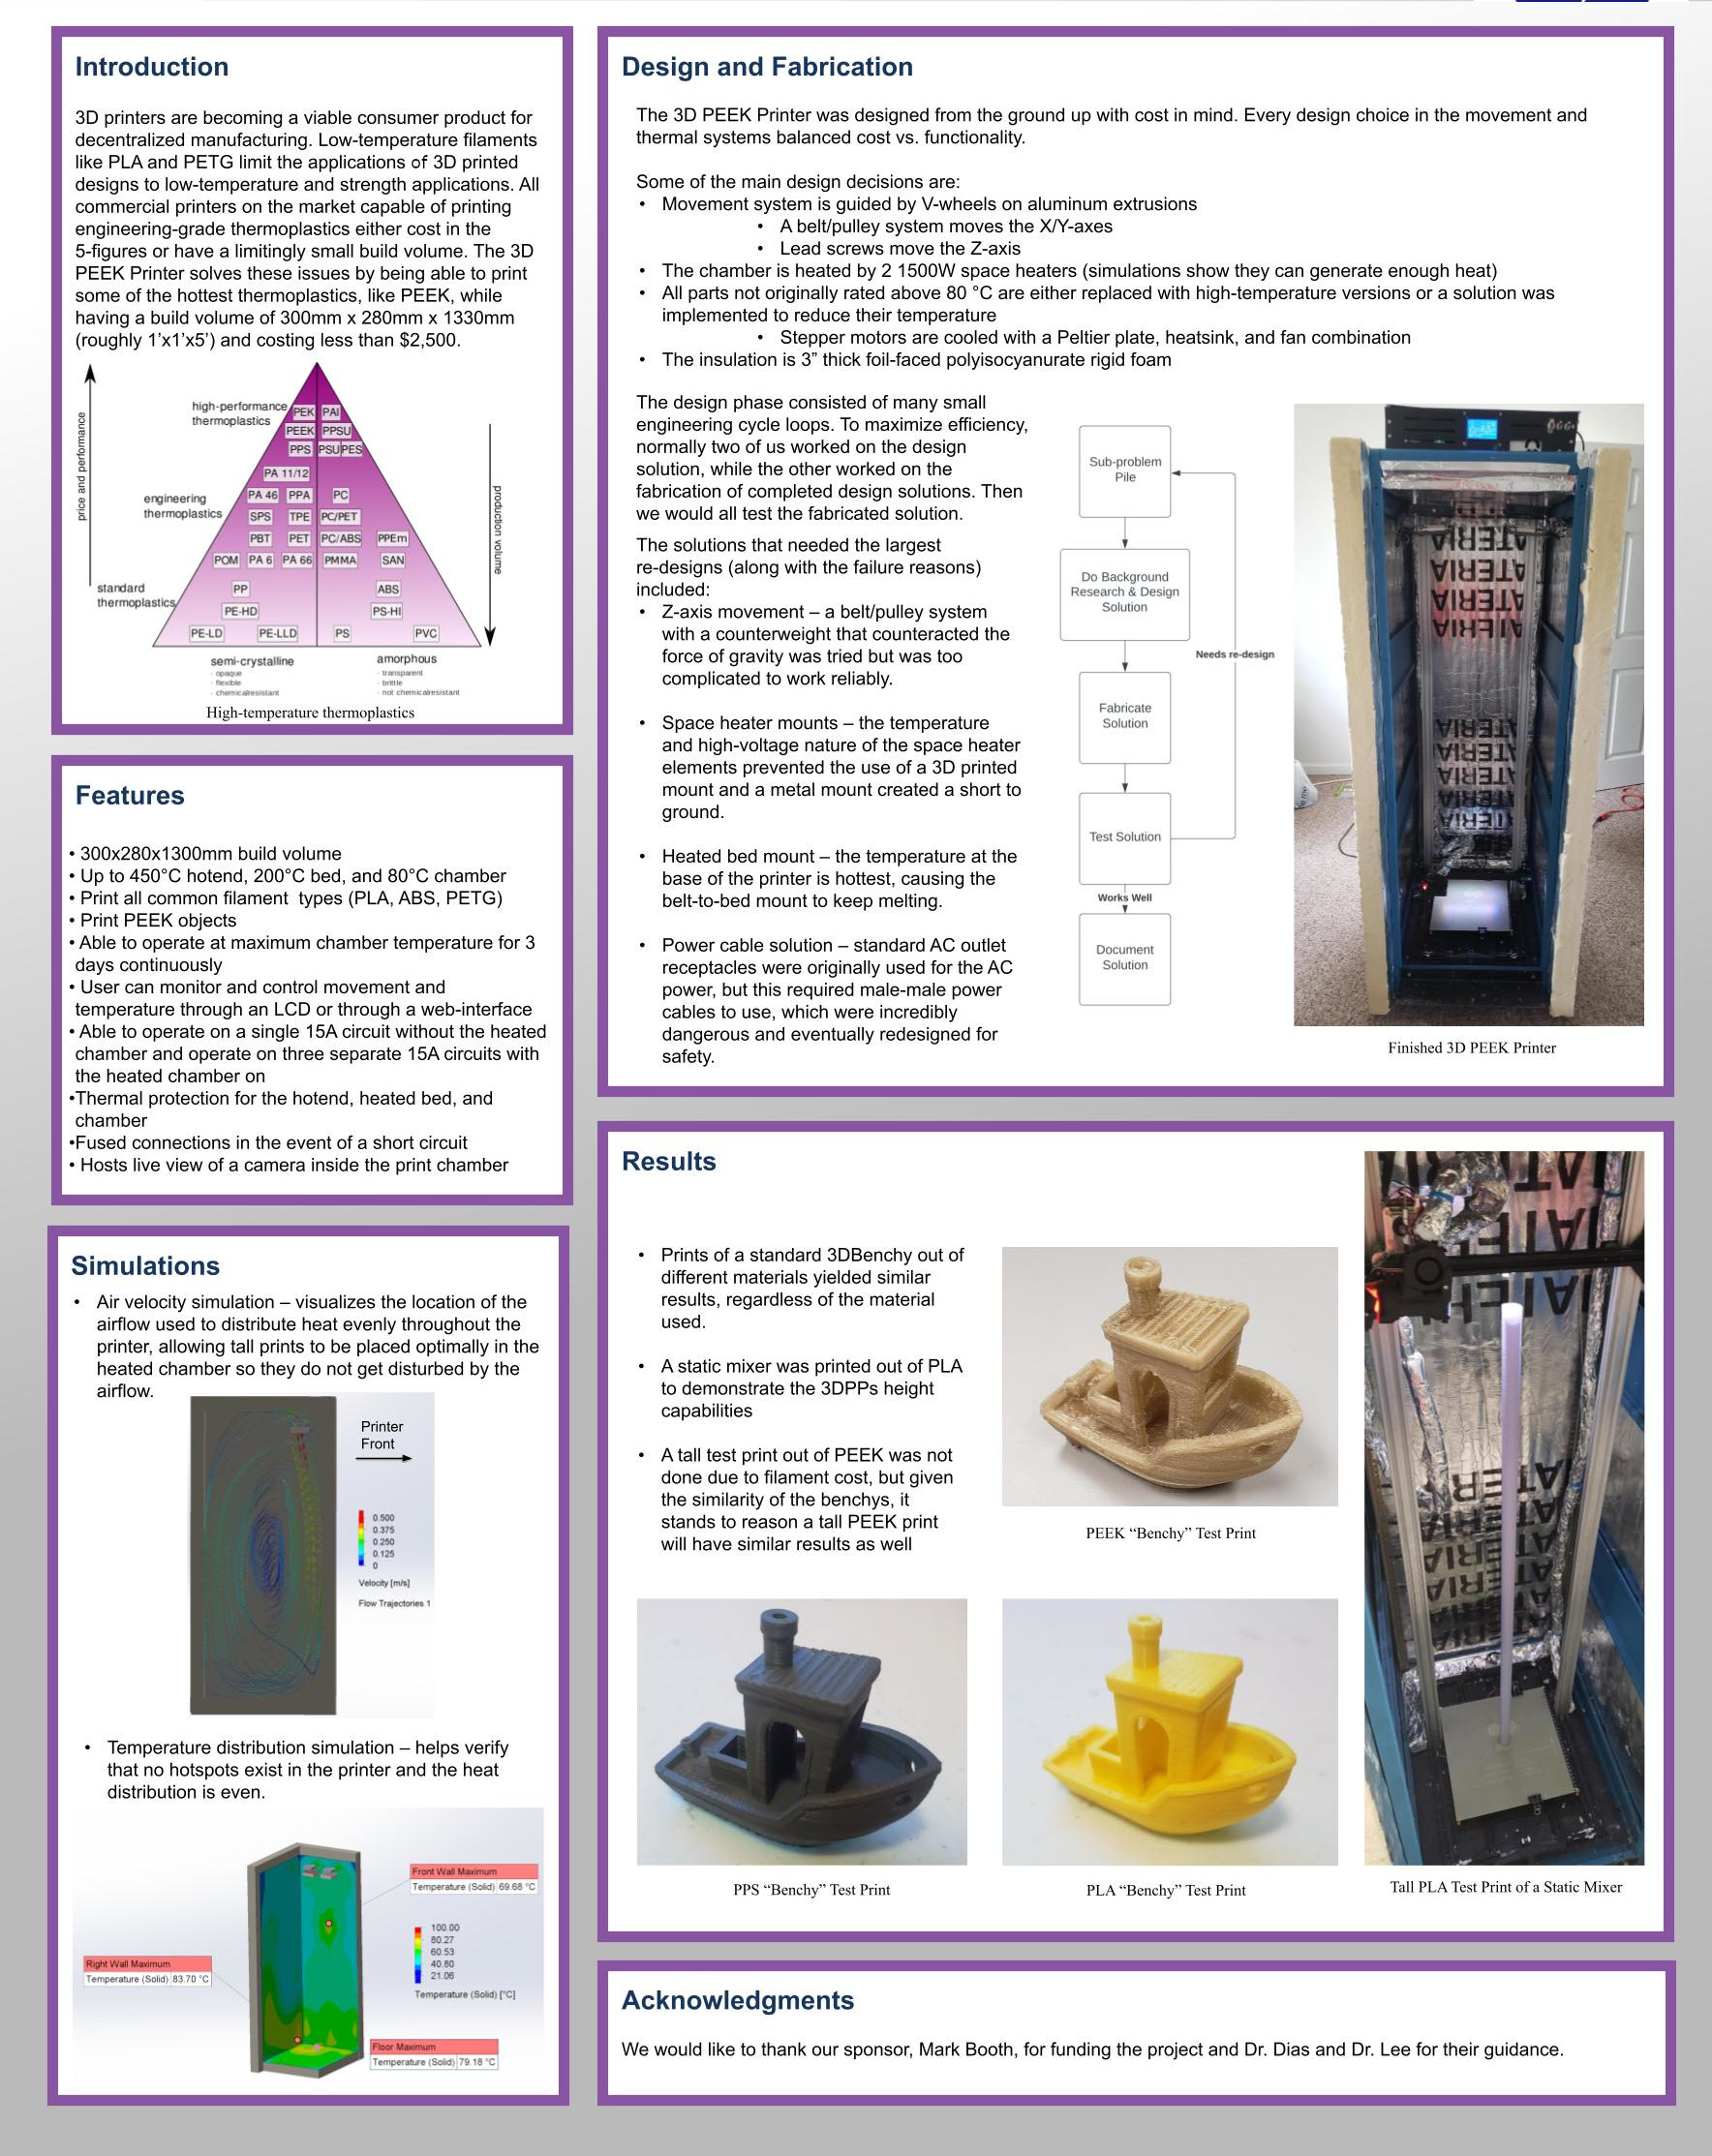 Introduction
3D printers are becoming a viable consumer product for
decentralized manufacturing. Low-temperature filaments
like PLA and PETG limit the applications of 3D printed
designs to low-temperature and strength applications. All
commercial printers on the market capable of printing
engineering-grade thermoplastics either cost in the
5-figures or have a limitingly small build volume. The 3D
PEEK Printer solves these issues by being able to print
some of the hottest thermoplastics, like PEEK, while
having a build volume of 300mm x 280mm x 1330mm
(roughly 1’x1’x5’) and costing less than $2,500.
price and performance
high-performance
thermoplastics
engineering
thermoplastics
standard
thermoplastics
PEK PAI
PEEK PPSU
PPS PSU PES
PA 11/12
PA 46 PPA PC
SPS TPE PC/PET
PBT PET PC/ABS PPEm
POM PA 6 PA 66 PMMA SAN
PP ABS
PE-HD PS-HI
PE-LD PE-LLD PS PVC
production volume
semi-crystalline
- opaque
- flexible
- chemicalresistant
amorphous
- transparent
- brittle
- not chemicalresistant
High-temperature thermoplastics
Features
• 300x280x1300mm build volume
• Up to 450°C hotend, 200°C bed, and 80°C chamber
• Print all common filament types (PLA, ABS, PETG)
• Print PEEK objects
• Able to operate at maximum chamber temperature for 3
days continuously
• User can monitor and control movement and
temperature through an LCD or through a web-interface
• Able to operate on a single 15A circuit without the heated
chamber and operate on three separate 15A circuits with
the heated chamber on
•Thermal protection for the hotend, heated bed, and
chamber
•Fused connections in the event of a short circuit
• Hosts live view of a camera inside the print chamber
Simulations
• Air velocity simulation – visualizes the location of the
airflow used to distribute heat evenly throughout the
printer, allowing tall prints to be placed optimally in the
heated chamber so they do not get disturbed by the
airflow.
Printer
Front
0.500
0.375
0.250
0.125
0
Velocity [m/s]
Flow Trajectories 1
• Temperature distribution simulation – helps verify
that no hotspots exist in the printer and the heat
distribution is even.
Front Wall Maximum
Temperature (Solid) 69.68 °C
100.00
80.27
60.53
40.80
21.06
Temperature (Solid) [°C]
Right Wall Maximum
Temperature (Solid) 83.70 °C
Floor Maximum
Temperature (Solid) 79.18 °C
Design and Fabrication
The 3D PEEK Printer was designed from the ground up with cost in mind. Every design choice in the movement and
thermal systems balanced cost vs. functionality.
Some of the main design decisions are:
• Movement system is guided by V-wheels on aluminum extrusions
• A belt/pulley system moves the X/Y-axes
• Lead screws move the Z-axis
• The chamber is heated by 2 1500W space heaters (simulations show they can generate enough heat)
• All parts not originally rated above 80 °C are either replaced with high-temperature versions or a solution was
implemented to reduce their temperature
• Stepper motors are cooled with a Peltier plate, heatsink, and fan combination
• The insulation is 3” thick foil-faced polyisocyanurate rigid foam
The design phase consisted of many small
engineering cycle loops. To maximize efficiency,
normally two of us worked on the design
solution, while the other worked on the
fabrication of completed design solutions. Then
we would all test the fabricated solution.
The solutions that needed the largest
re-designs (along with the failure reasons)
included:
• Z-axis movement – a belt/pulley system
with a counterweight that counteracted the
force of gravity was tried but was too
complicated to work reliably.
• Space heater mounts – the temperature
and high-voltage nature of the space heater
elements prevented the use of a 3D printed
mount and a metal mount created a short to
ground.
• Heated bed mount – the temperature at the
base of the printer is hottest, causing the
belt-to-bed mount to keep melting.
• Power cable solution – standard AC outlet
receptacles were originally used for the AC
power, but this required male-male power
cables to use, which were incredibly
dangerous and eventually redesigned for
safety.
Sub-problem
Pile
Do Background
Research & Design
Solution
Needs re-design
Fabricate
Solution
Test Solution
Works Well
Document
Solution
ATERIA
ATERIA
ATERIA
ATERIA
ATERIA
ATERIA
ATERIA
ATERIA
Finished 3D PEEK Printer
Results
• Prints of a standard 3DBenchy out of
different materials yielded similar
results, regardless of the material
used.
• A static mixer was printed out of PLA
to demonstrate the 3DPPs height
capabilities
• A tall test print out of PEEK was not
done due to filament cost, but given
the similarity of the benchys, it
stands to reason a tall PEEK print
will have similar results as well
PEEK “Benchy” Test Print
PPS “Benchy” Test Print
PLA “Benchy” Test Print
Tall PLA Test Print of a Static Mixer
Acknowledgments
We would like to thank our sponsor, Mark Booth, for funding the project and Dr. Dias and Dr. Lee for their guidance.